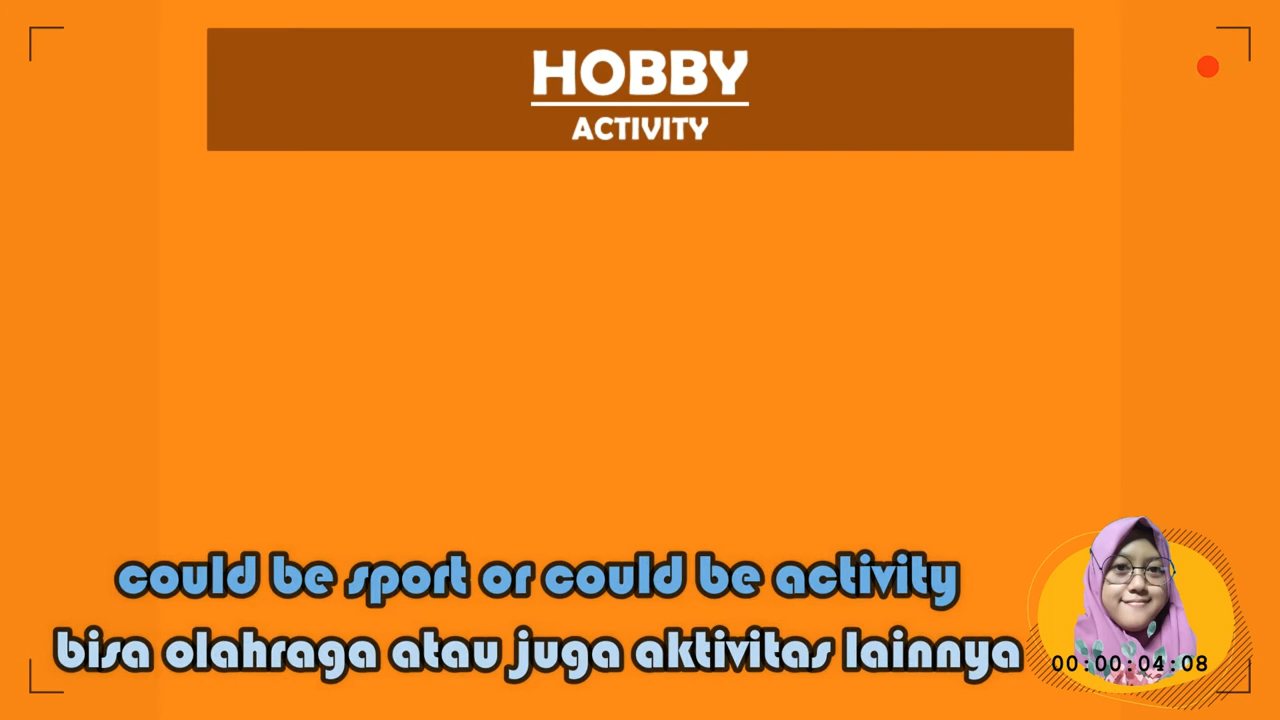 HOBBY
ACTIVITY
could be sport or could be activity
bisa olahraga atau juga aktivitas lainnya
00:00:04:08